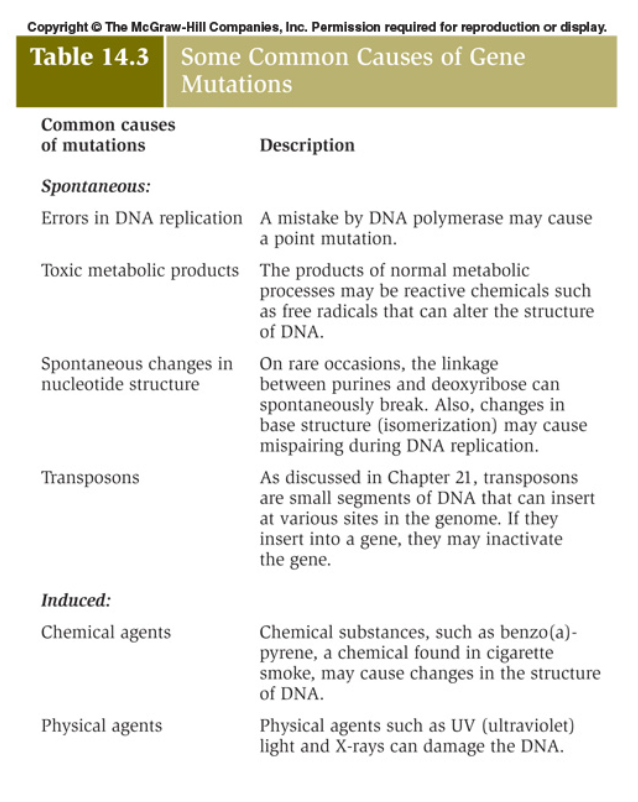 Copyright © The McGraw-Hill Companies, Inc. Permission required for reproduction or display.
Table 14.3 Some Common Causes of Gene
Mutations
Common causes
of mutations Description
Spontaneous:
Errors in DNA replication A mistake by DNA polymerase may cause
a point mutation.
Toxic metabolic products The products of normal metabolic
processes may be reactive chemicals such
as free radicals that can alter the structure
of DNA.
Spontaneous changes in On rare occasions, the linkage
nucleotide structure between purines and deoxyribose can
spontaneously break. Also, changes in
base structure (isomerization) may cause
mispairing during DNA replication.
Transposons As discussed in Chapter 21, transposons
are small segments of DNA that can insert
at various sites in the genome. If they
insert into a gene, they may inactivate
the gene.
Induced:
Chemical agents Chemical substances, such as benzo(a)-
pyrene, a chemical found in cigarette
smoke, may cause changes in the structure
of DNA.
Physical agents Physical agents such as UV (ultraviolet)
light and X-rays can damage the DNA.